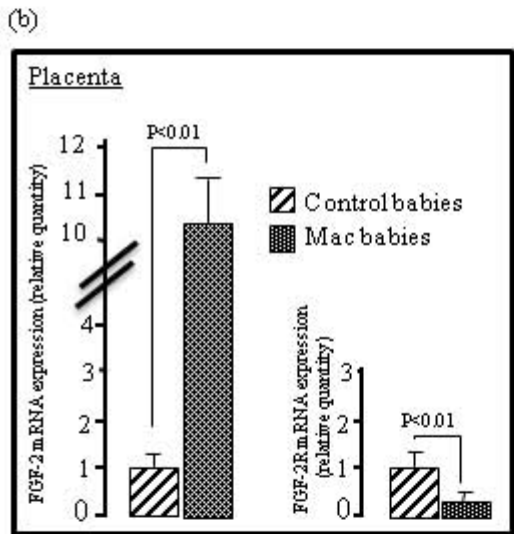 (b)
Placenta
FGF-2 mRNA expression (relative quantity)
12
11
10
4
3
2
1
0
P<0.01
Control babies
Mac babies
FGF-2R mRNA expression
(relative quantity)
3
2
1
0
P<0.01